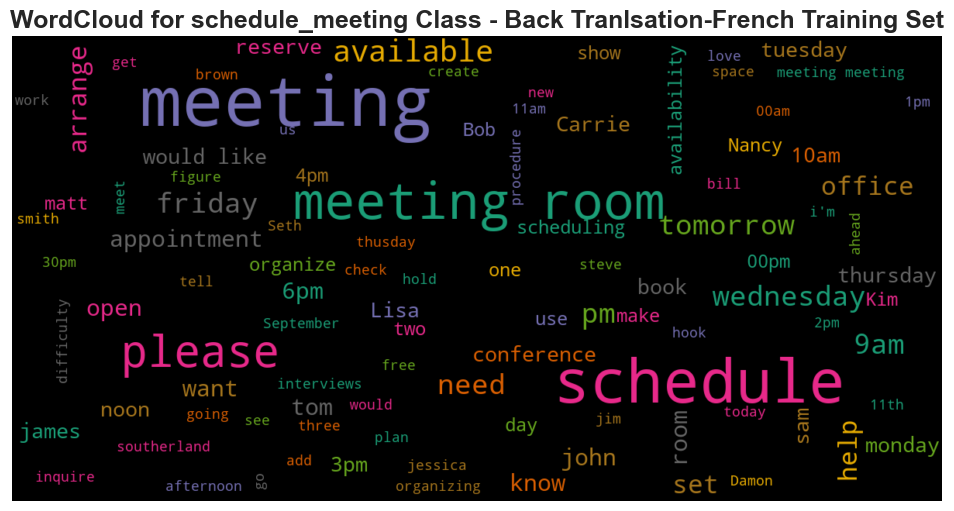 WordCloud for schedule_meeting Class - Back Tranlsation-French Training Set
reserve available show tuesday
get brown create love space meeting meeting
arrange availability
work meeting us Bob new 11am Carrie 00am 1pm
would like procedure Nancy 10am
figure 4pm bill office
matt meet friday meeting room i'm
smith Seth scheduling tomorrow ahead
appointment thusday
30pm organize check one steve 00pm thursday
tell hold book
open 6pm Lisa use pm make wednesday Kim
difficulty September two hook 2pm
please conference 9am
free
want interviews need schedule
noon going see tom would day jim today 11th
james three plan room sam help monday
southerland
inquire add 3pm jessica john
afternoon go organizing know set Damon